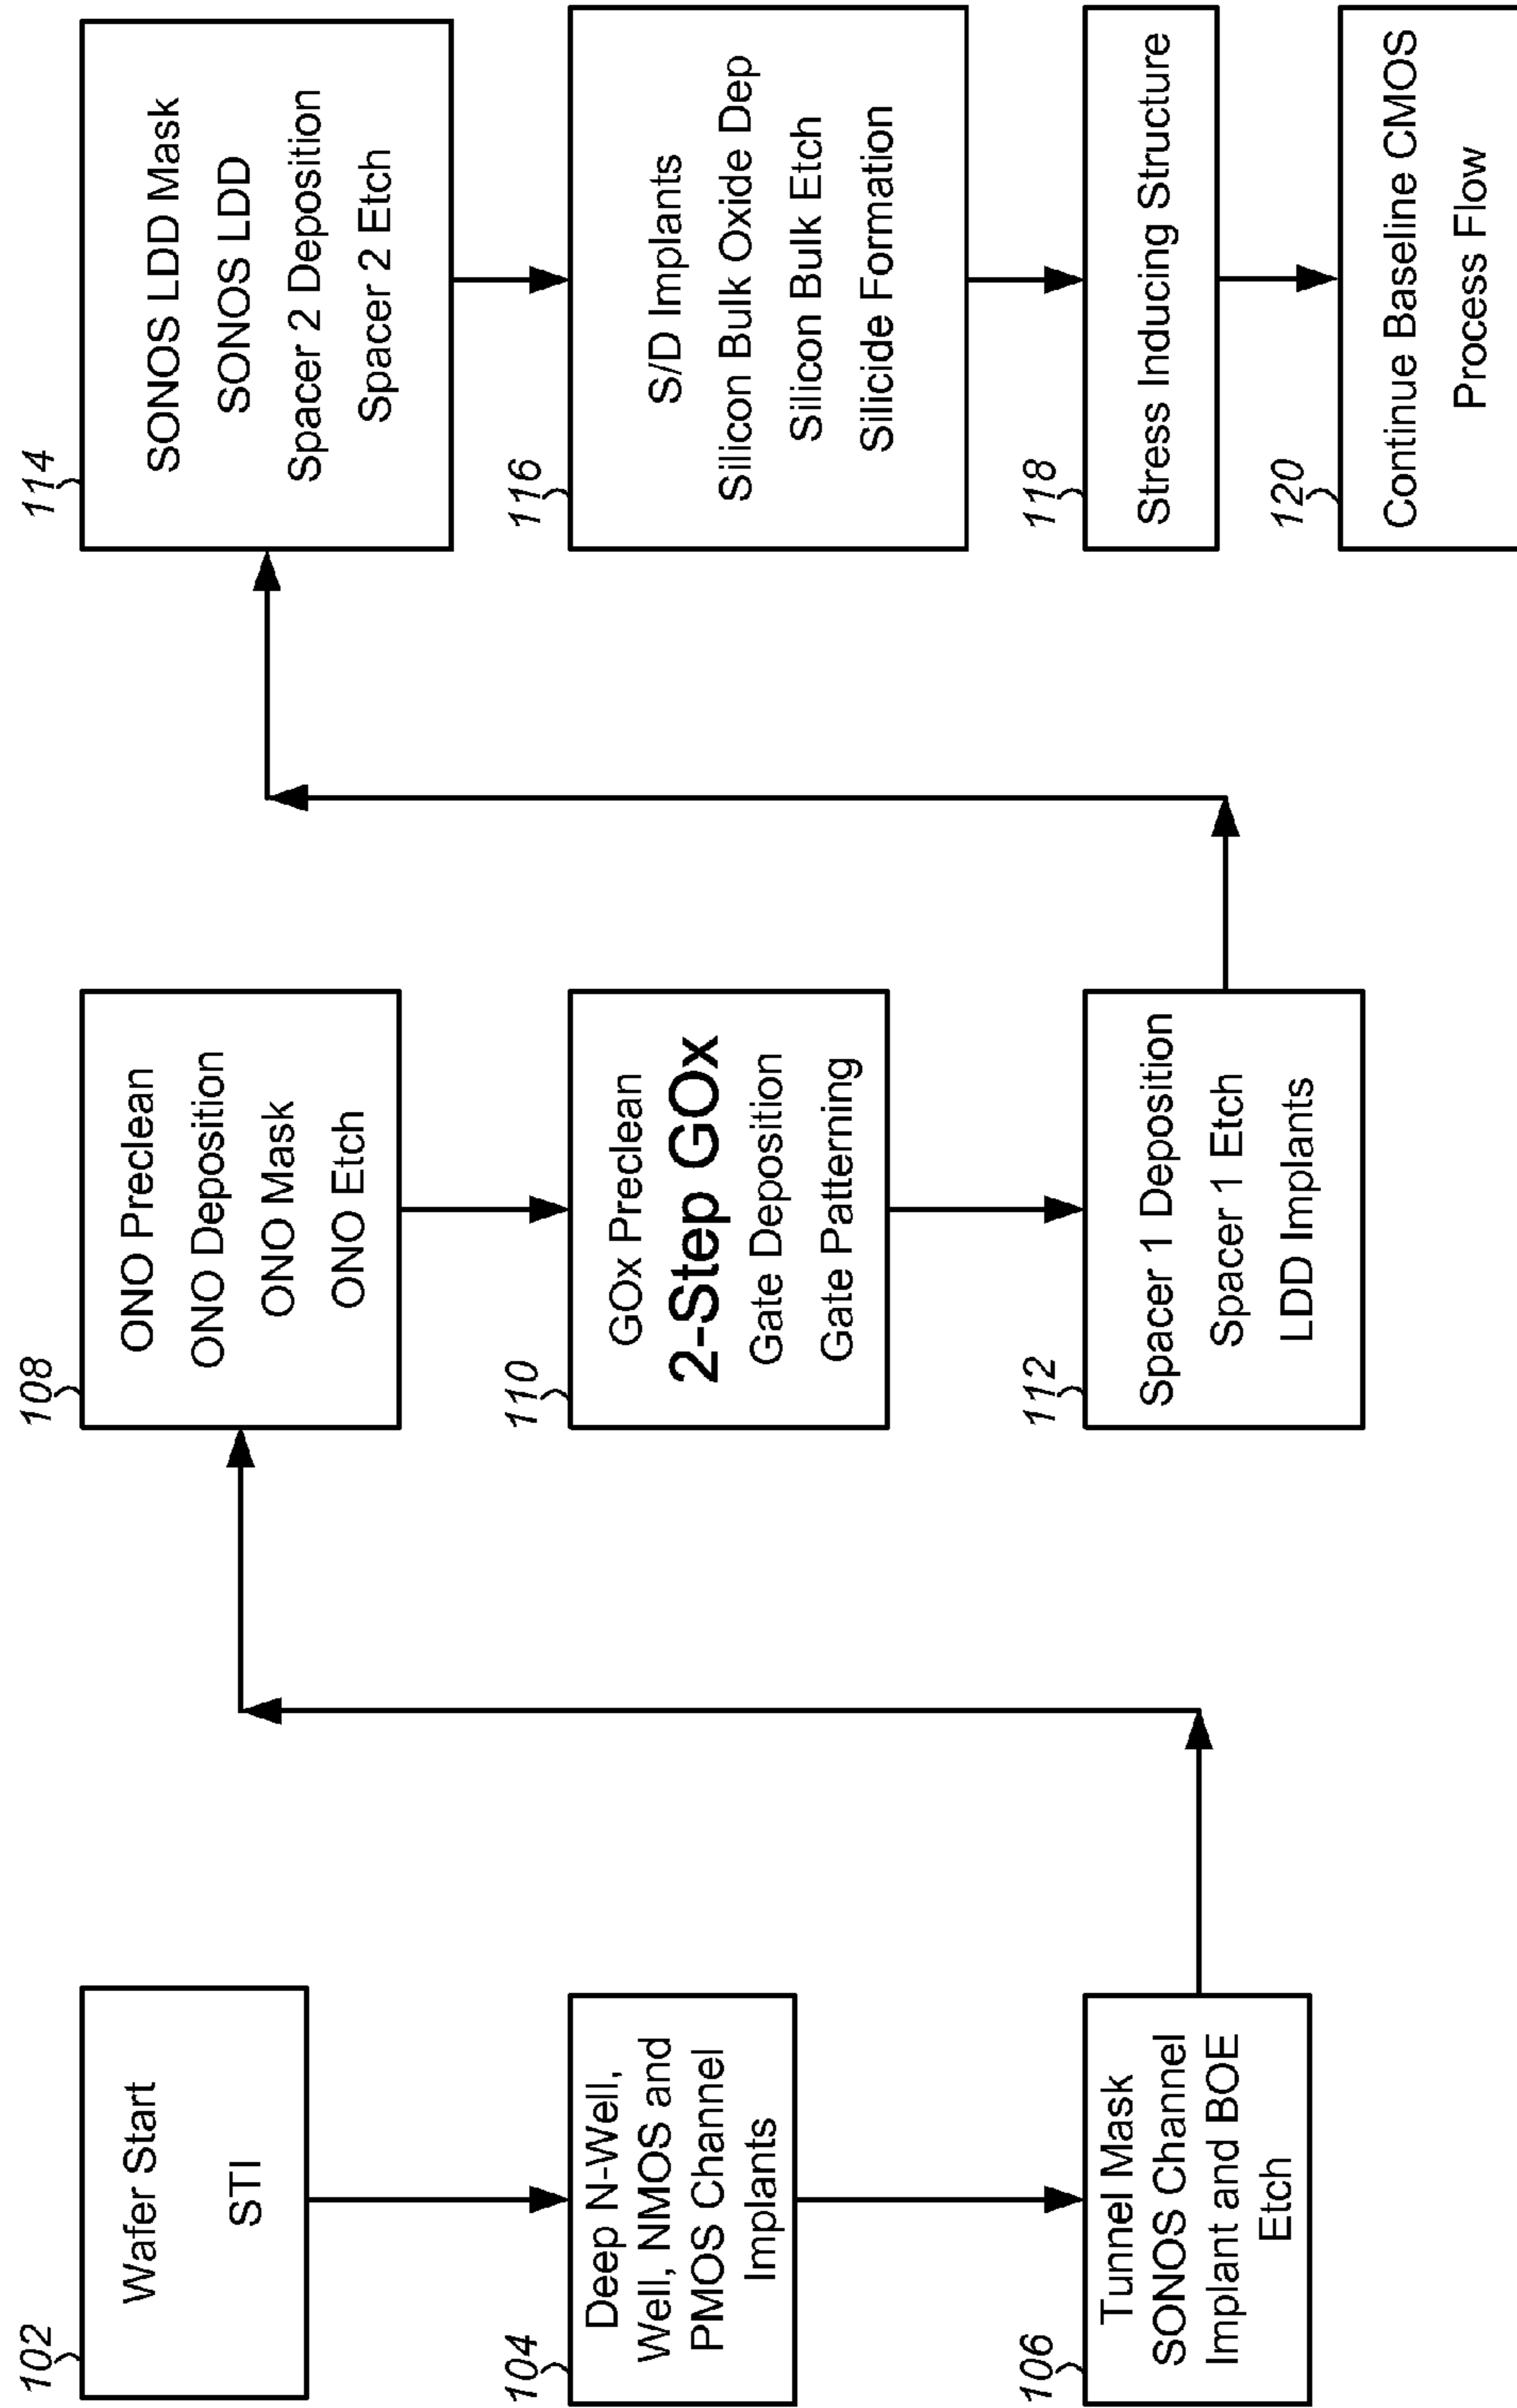 102
Wafer Start
STI
104
Deep N-Well,
Well, NMOS and
PMOS Channel
Implants
106
Tunnel Mask
SONOS Channel
Implant and BOE
Etch
108
ONO Preclean
ONO Deposition
ONO Mask
ONO Etch
110
GOx Preclean
2-Step GOx
Gate Deposition
Gate Patterning
112
Spacer 1 Deposition
Spacer 1 Etch
LDD Implants
114
SONOS LDD Mask
SONOS LDD
Spacer 2 Deposition
Spacer 2 Etch
116
S/D Implants
Silicon Bulk Oxide Dep
Silicon Bulk Etch
Silicide Formation
118
Stress Inducing Structure
120
Continue Baseline CMOS
Process Flow